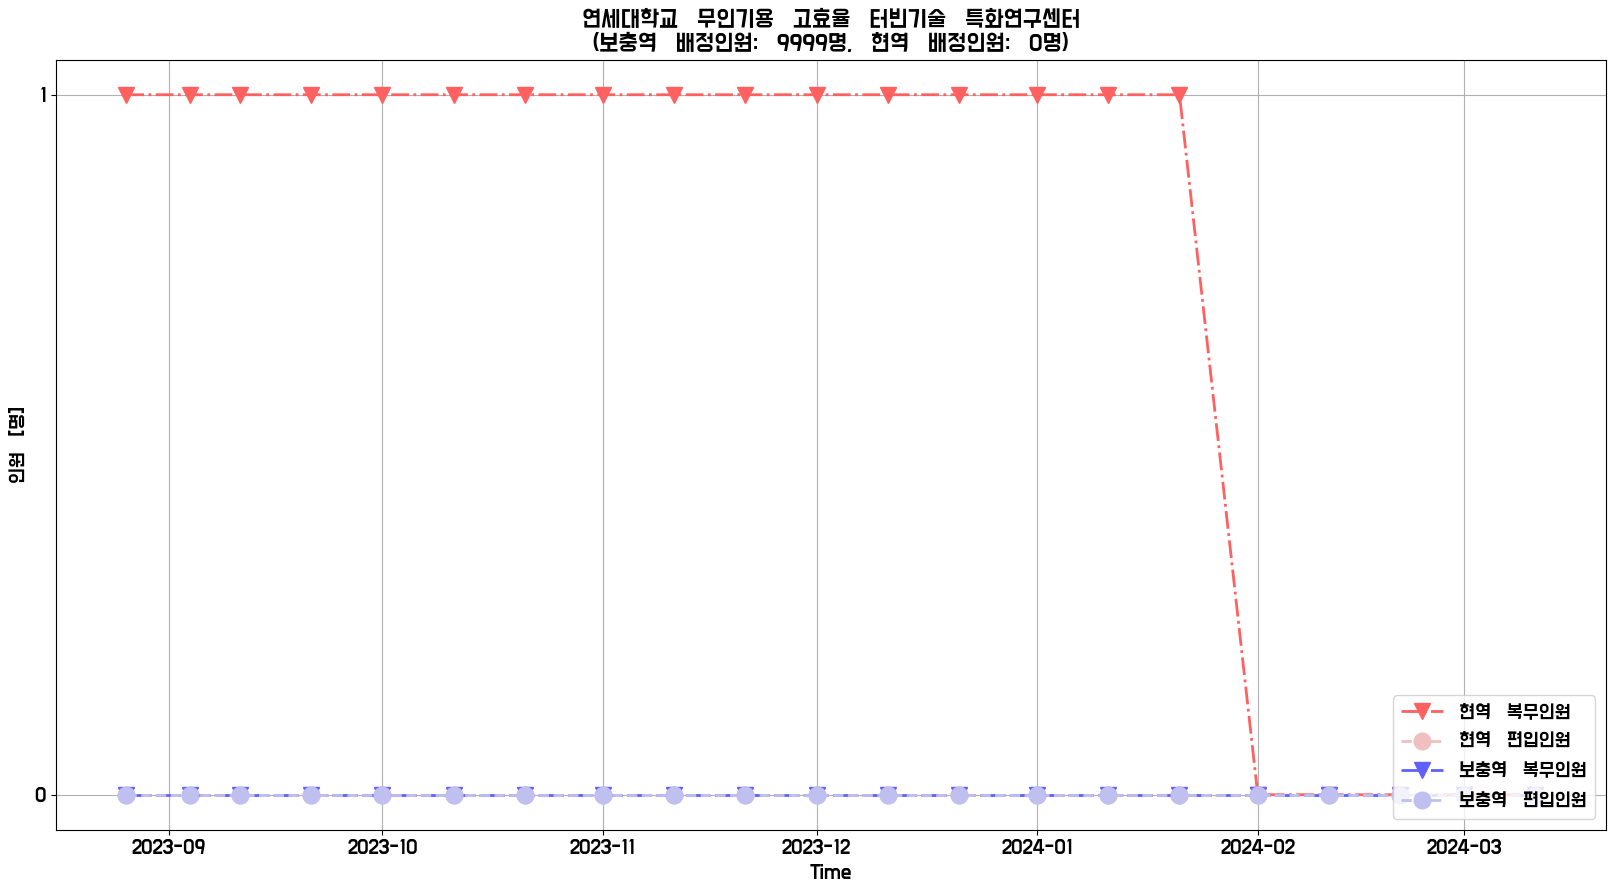 연세대학교 무인기용 고효율 터빈기술 특화연구센터
(보충역 배정인원: 9999명, 현역 배정인원: 0명)
1
인원 [명]
0
현역 복무인원
현역 편입인원
보충역 복무인원
보충역 편입인원
2023-09 2023-10 2023-11 2023-12 2024-01 2024-02 2024-03
Time